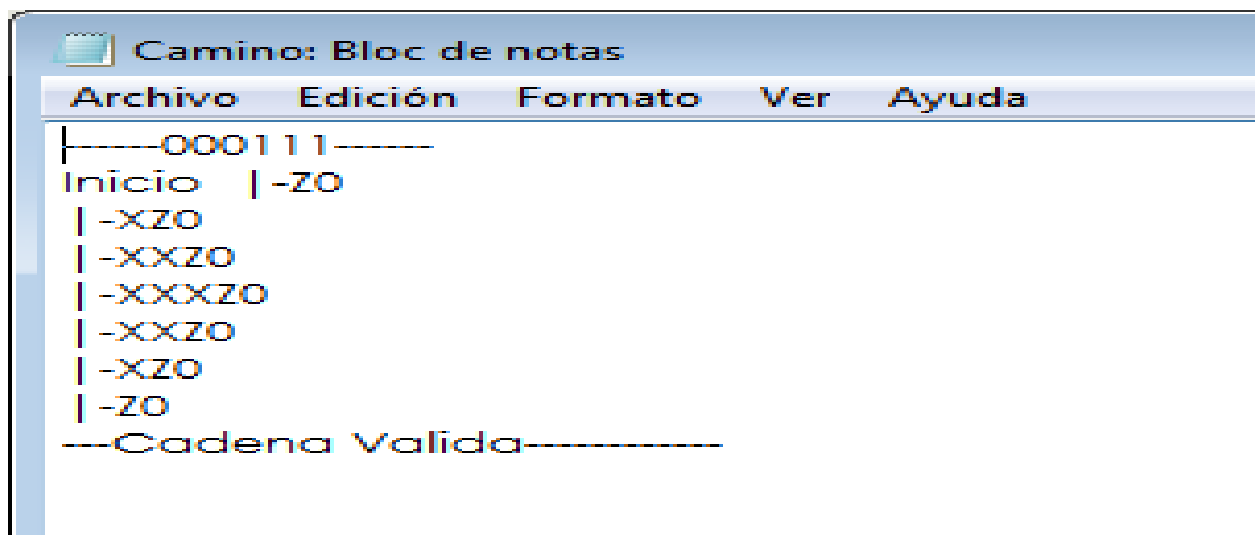 Camino: Bloc de notas
Archivo Edición Formato Ver Ayuda
------000111------
Inicio |-Z0
|-XZ0
|-XXZ0
|-XXXZ0
|-XXZ0
|-XZ0
|-Z0
---Cadena Valida------------